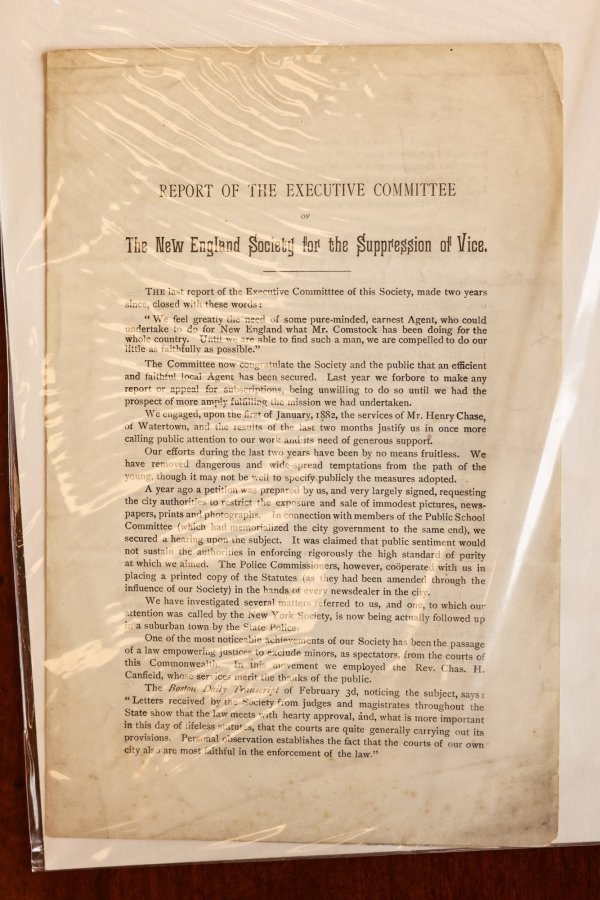 REPORT OF THE EXECUTIVE COMMITTEE
OF
The New England Society for the Suppression of Vice.
THE last report of the Executive Committtee of this Society, made two years
since, closed with these words:
"We feel greatly the need of some pure-minded, earnest Agent, who could
undertake to do for New England what Mr. Comstock has been doing for the
whole country. Until we are able to find such a man, we are compelled to do our
little as faithfully as possible."
The Committee now congratulate the Society and the public that an efficient
and faithful local Agent has been secured. Last year we forbore to make any
report or appeal for subscriptions, being unwilling to do so until we had the
prospect of more amply fulfilling the mission we had undertaken.
We engaged, upon the first of January, 1882, the services of Mr. Henry Chase,
of Watertown, and the results of the last two months justify us in once more
calling public attention to our work and its need of generous support.
Our efforts during the last two years have been by no means fruitless. We
have removed dangerous and wide-spread temptations from the path of the
young, though it may not be well to specify publicly the measures adopted.
A year ago a petition was prepared by us, and very largely signed, requesting
the city authorities to restrict the exposure and sale of immodest pictures, news-
papers, prints and photographs. In connection with members of the Public School
Committee (which had memorialized the city government to the same end), we
secured a hearing upon the subject. It was claimed that public sentiment would
not sustain the authorities in enforcing rigorously the high standard of purity
at which we aimed. The Police Commissioners, however, coöperated with us in
placing a printed copy of the Statutes (as they had been amended through the
influence of our Society) in the hands of every newsdealer in the city.
We have investigated several matters referred to us, and one, to which our
attention was called by the New York Society, is now being actually followed up
in a suburban town by the State Police.
One of the most noticeable achievements of our Society has been the passage
of a law empowering justices to exclude minors, as spectators, from the courts of
this Commonwealth. In this movement we employed the Rev. Chas. H.
Canfield, whose services merit the thanks of the public.
The Boston Daily Transcript of February 3d, noticing the subject, says:
"Letters received by the Society from judges and magistrates throughout the
State show that the law meets with hearty approval, and, what is more important
in this day of lifeless statutes, that the courts are quite generally carrying out its
provisions. Personal observation establishes the fact that the courts of our own
city also are most faithful in the enforcement of the law."